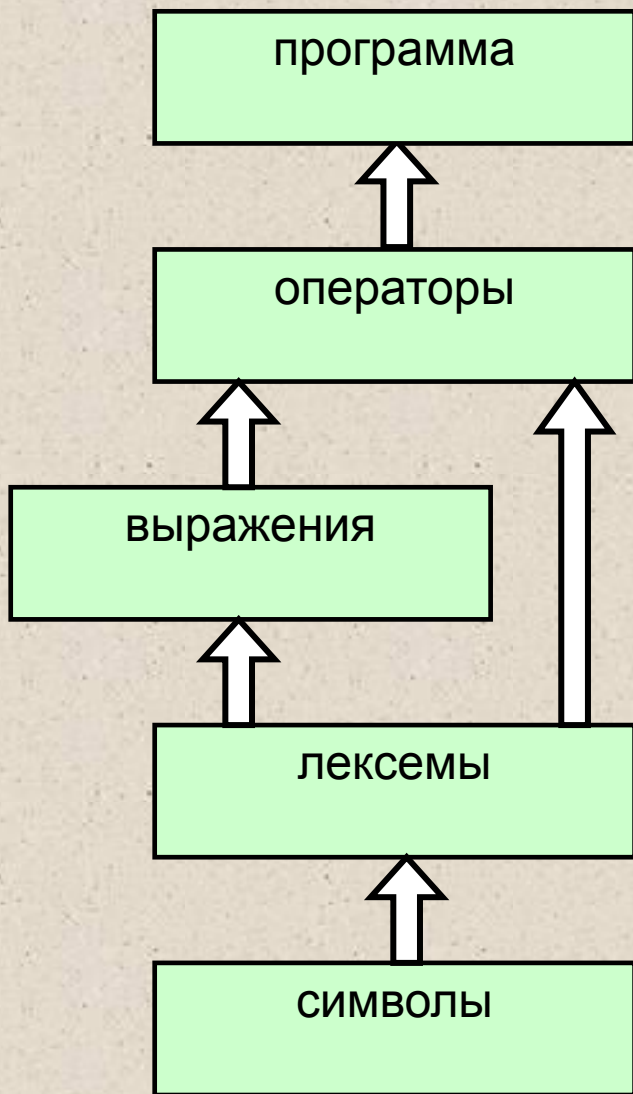 программа
операторы
выражения
лексемы
символы